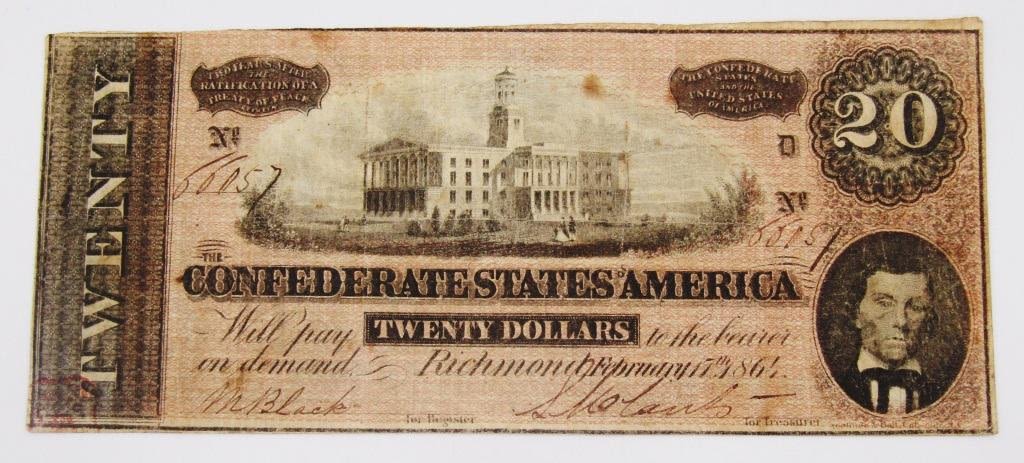 TWENTY
TWO YEARS AFTER
THE
RATIFICATION OF A
TREATY OF PEACE
THE CONFEDERATE
STATES
AND THE
UNITED STATES
OF AMERICA
20
No
66057
D
No
66057
THE
CONFEDERATE STATES OF AMERICA
Will pay TWENTY DOLLARS to the bearer
on demand Richmond February 17th 1864
M Black
for Register
for Treasurer